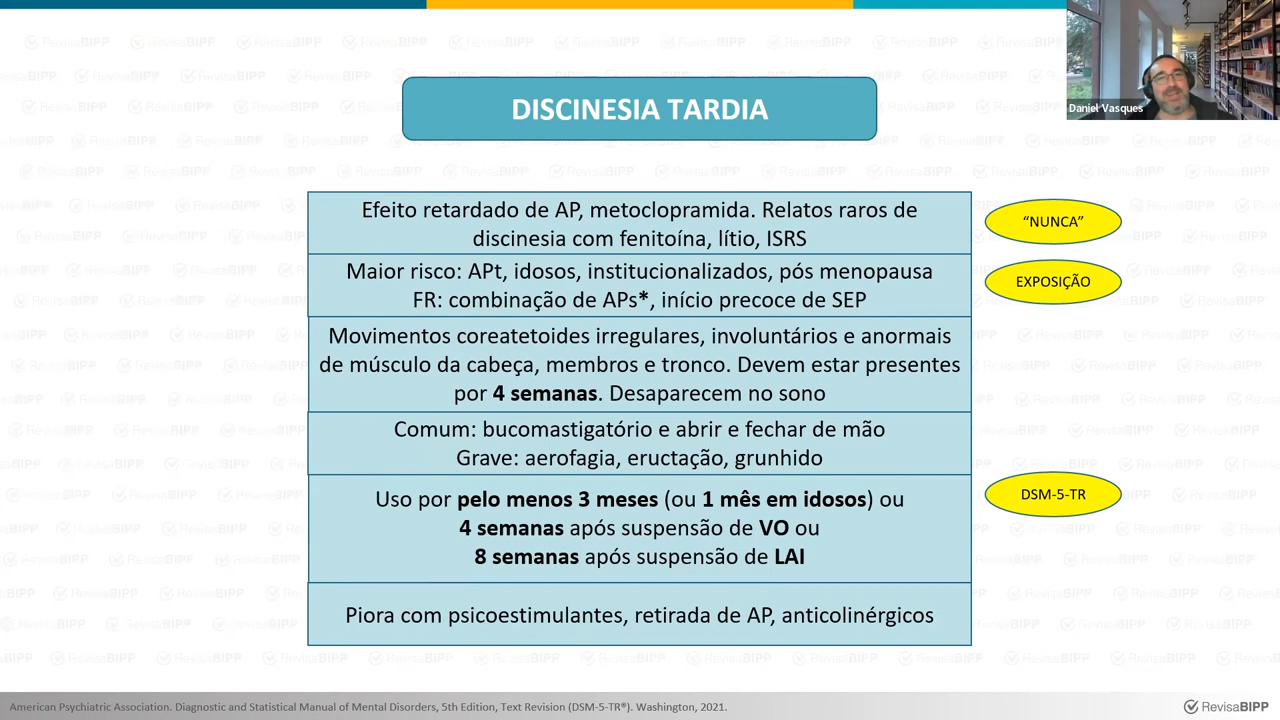 Daniel Vasques
DISCINESIA TARDIA
Efeito retardado de AP, metoclopramida. Relatos raros de
discinesia com fenitoína, lítio, ISRS
“NUNCA”
Maior risco: APt, idosos, institucionalizados, pós menopausa
FR: combinação de APs*, início precoce de SEP
EXPOSIÇÃO
Movimentos coreatetoides irregulares, involuntários e anormais
de músculo da cabeça, membros e tronco. Devem estar presentes
por 4 semanas. Desaparecem no sono
Comum: bucomastigatório e abrir e fechar de mão
Grave: aerofagia, eructação, grunhido
Uso por pelo menos 3 meses (ou 1 mês em idosos) ou
4 semanas após suspensão de VO ou
8 semanas após suspensão de LAI
DSM-5-TR
Piora com psicoestimulantes, retirada de AP, anticolinérgicos
American Psychiatric Association. Diagnostic and Statistical Manual of Mental Disorders, 5th Edition, Text Revision (DSM-5-TR®). Washington, 2021.
RevisaBIPP